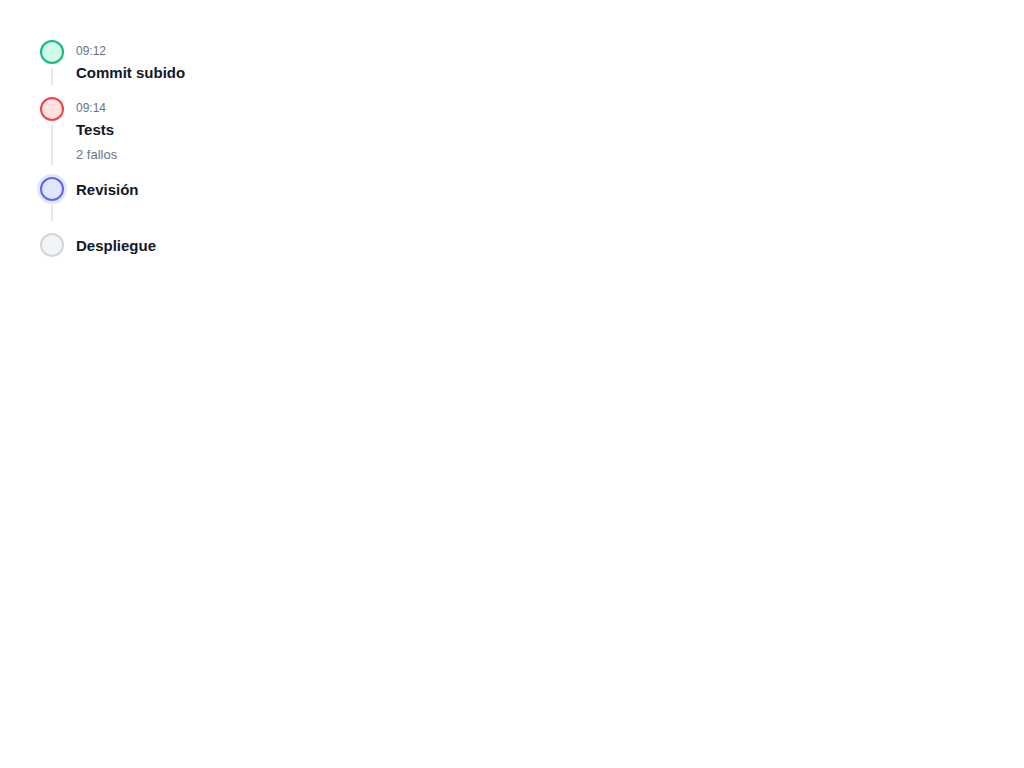 09:12
Commit subido
09:14
Tests
2 fallos
Revisión
Despliegue